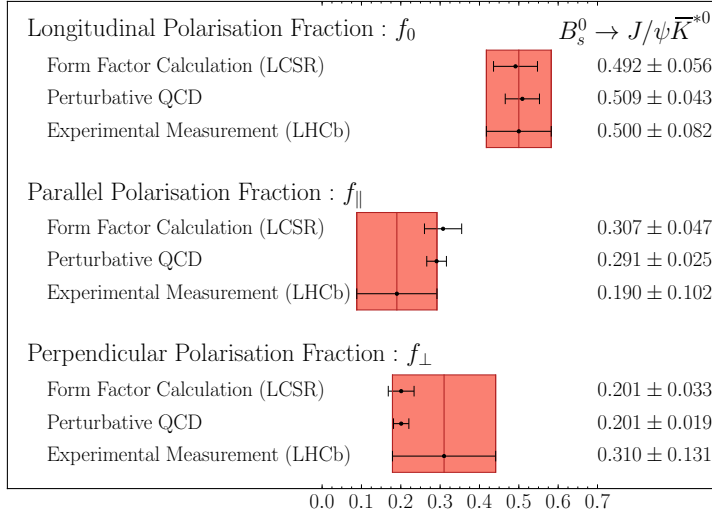 Longitudinal Polarisation Fraction : f₀ B_s^0 → J/ψK̅*⁰
Form Factor Calculation (LCSR) 0.492 ± 0.056
Perturbative QCD 0.509 ± 0.043
Experimental Measurement (LHCb) 0.500 ± 0.082
Parallel Polarisation Fraction : f∥
Form Factor Calculation (LCSR) 0.307 ± 0.047
Perturbative QCD 0.291 ± 0.025
Experimental Measurement (LHCb) 0.190 ± 0.102
Perpendicular Polarisation Fraction : f⊥
Form Factor Calculation (LCSR) 0.201 ± 0.033
Perturbative QCD 0.201 ± 0.019
Experimental Measurement (LHCb) 0.310 ± 0.131
0.0 0.1 0.2 0.3 0.4 0.5 0.6 0.7